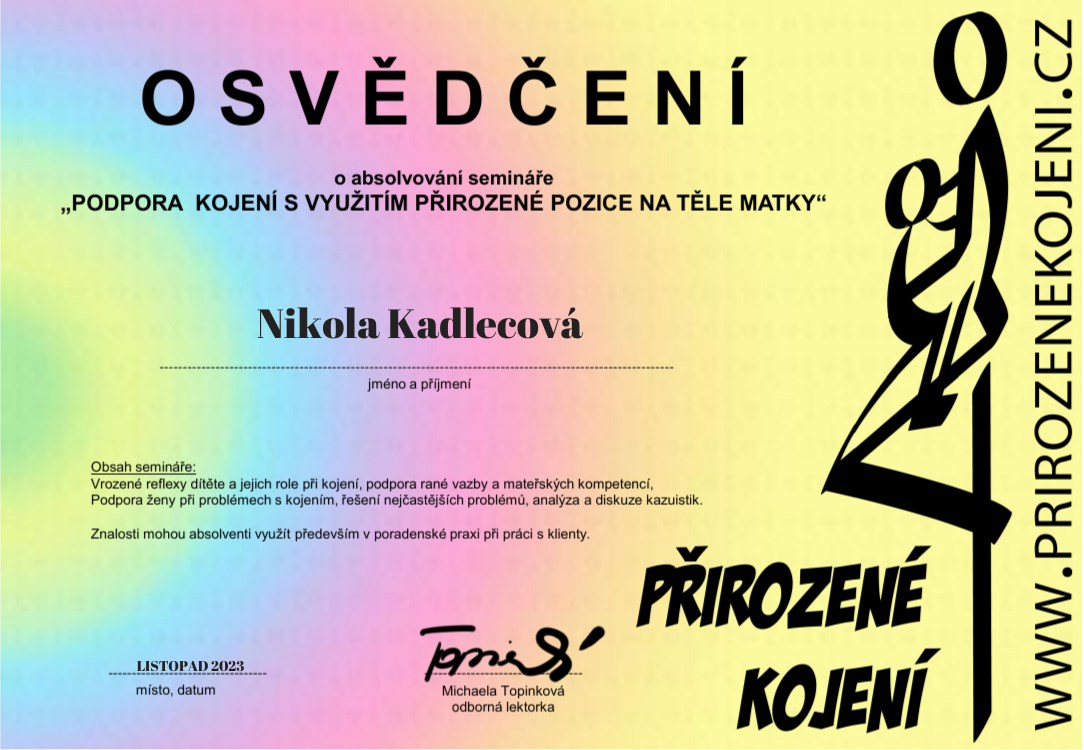 OSVĚDČENÍ
o absolvování semináře
„PODPORA KOJENÍ S VYUŽITÍM PŘIROZENÉ POZICE NA TĚLE MATKY“
Nikola Kadlecová
jméno a příjmení
Obsah semináře:
Vrozené reflexy dítěte a jejich role při kojení, podpora rané vazby a mateřských kompetencí,
Podpora ženy při problémech s kojením, řešení nejčastějších problémů, analýza a diskuze kazuistik.
Znalosti mohou absolventi využít především v poradenské praxi při práci s klienty.
LISTOPAD 2023
místo, datum
Michaela Topinková
odborná lektorka
PŘIROZENÉ
KOJENÍ
WWW.PRIROZENEKOJENI.CZ